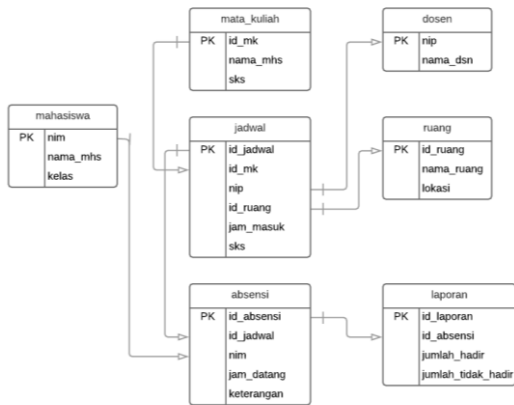 mata_kuliah
PK id_mk
nama_mhs
sks
dosen
PK nip
nama_dsn
mahasiswa
PK nim
nama_mhs
kelas
jadwal
PK id_jadwal
id_mk
nip
id_ruang
jam_masuk
sks
ruang
PK id_ruang
nama_ruang
lokasi
absensi
PK id_absensi
id_jadwal
nim
jam_datang
keterangan
laporan
PK id_laporan
id_absensi
jumlah_hadir
jumlah_tidak_hadir